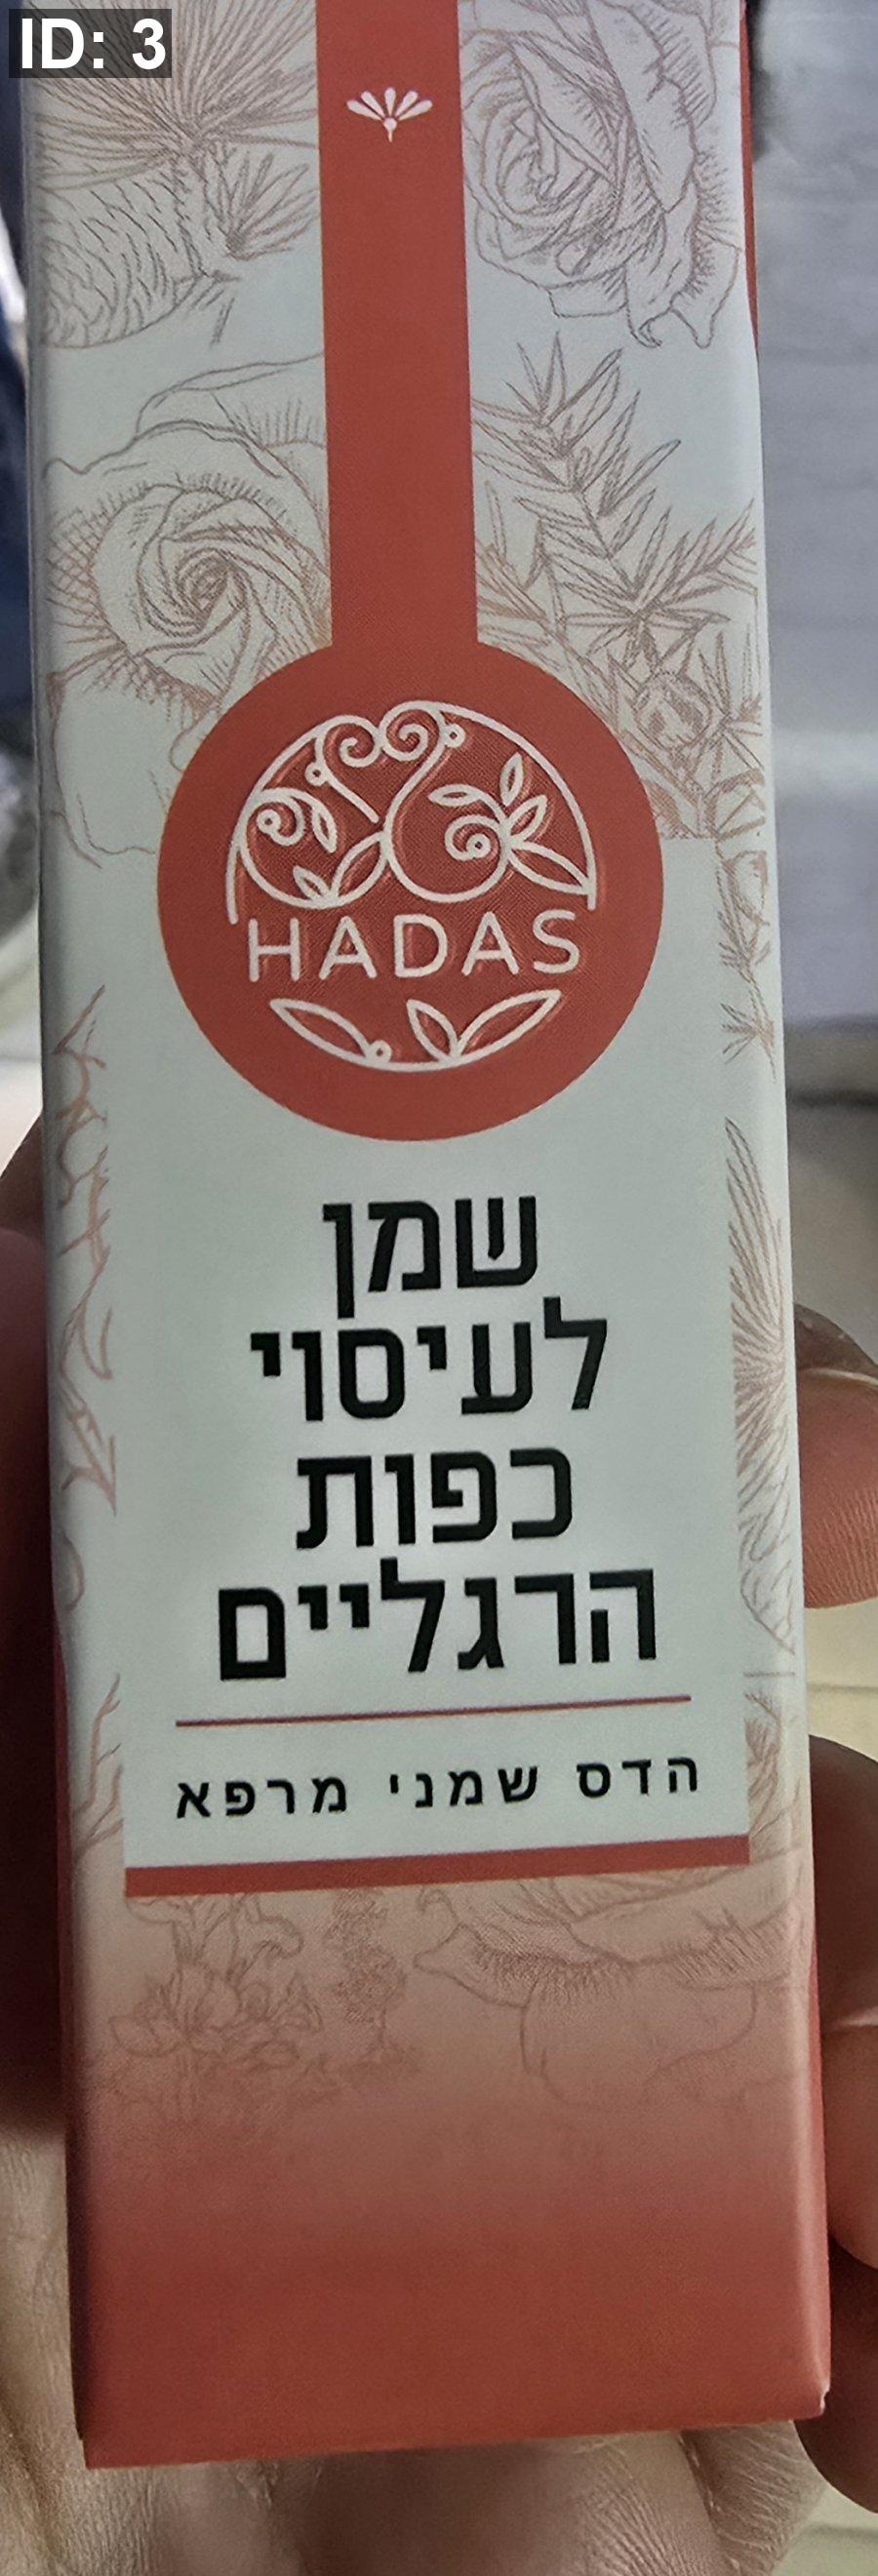 ID: 3
HADAS
שמן
לעיסוי
כפות
הרגליים
הדס שמני מרפא